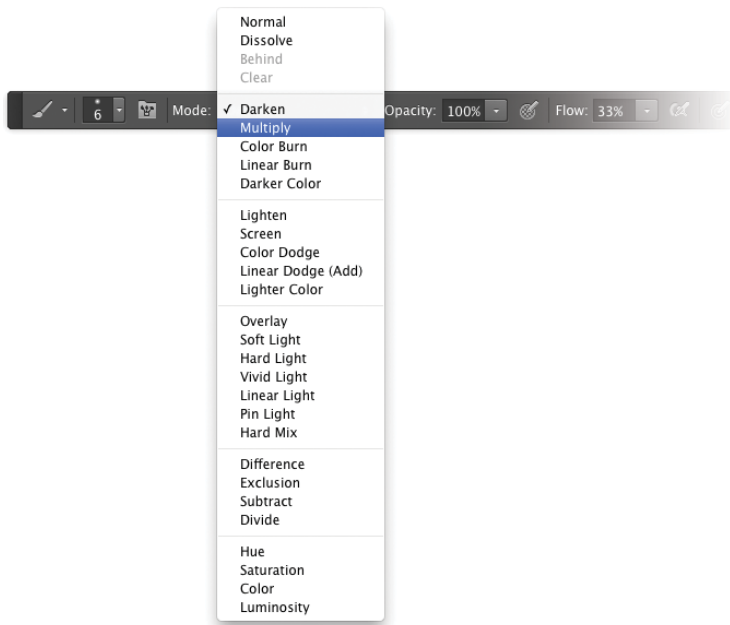 Normal
Dissolve
Behind
Clear
6 Mode: ✓ Darken Opacity: 100% Flow: 33%
Multiply
Color Burn
Linear Burn
Darker Color
Lighten
Screen
Color Dodge
Linear Dodge (Add)
Lighter Color
Overlay
Soft Light
Hard Light
Vivid Light
Linear Light
Pin Light
Hard Mix
Difference
Exclusion
Subtract
Divide
Hue
Saturation
Color
Luminosity